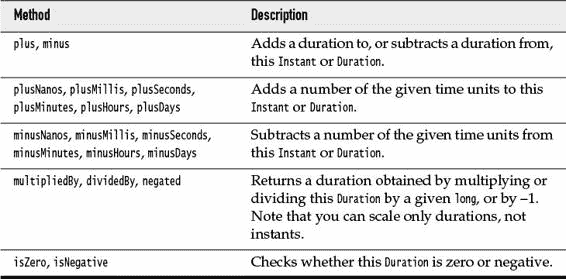 Method Description
plus, minus Adds a duration to, or subtracts a duration from,
this Instant or Duration.
plusNanos, plusMillis, plusSeconds, Adds a number of the given time units to this
plusMinutes, plusHours, plusDays Instant or Duration.
minusNanos, minusMillis, minusSeconds, Subtracts a number of the given time units from
minusMinutes, minusHours, minusDays this Instant or Duration.
multipliedBy, dividedBy, negated Returns a duration obtained by multiplying or
dividing this Duration by a given long, or by –1.
Note that you can scale only durations, not
instants.
isZero, isNegative Checks whether this Duration is zero or negative.